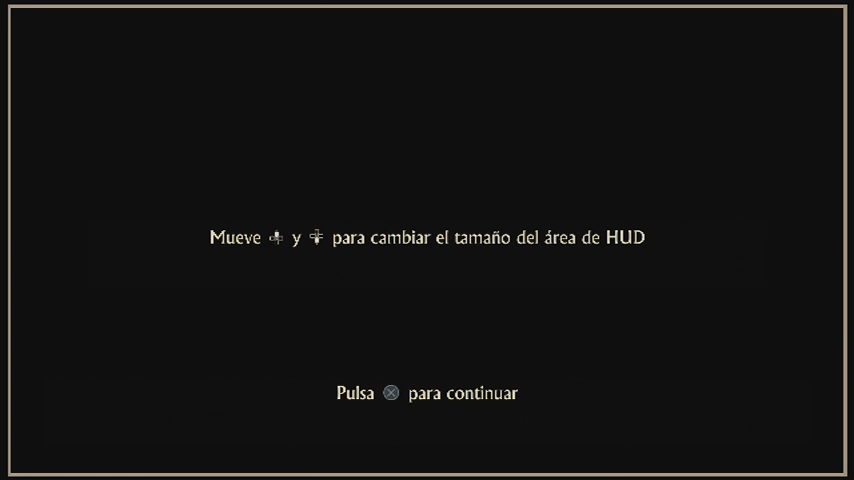 Mueve y para cambiar el tamaño del área de HUD
Pulsa para continuar